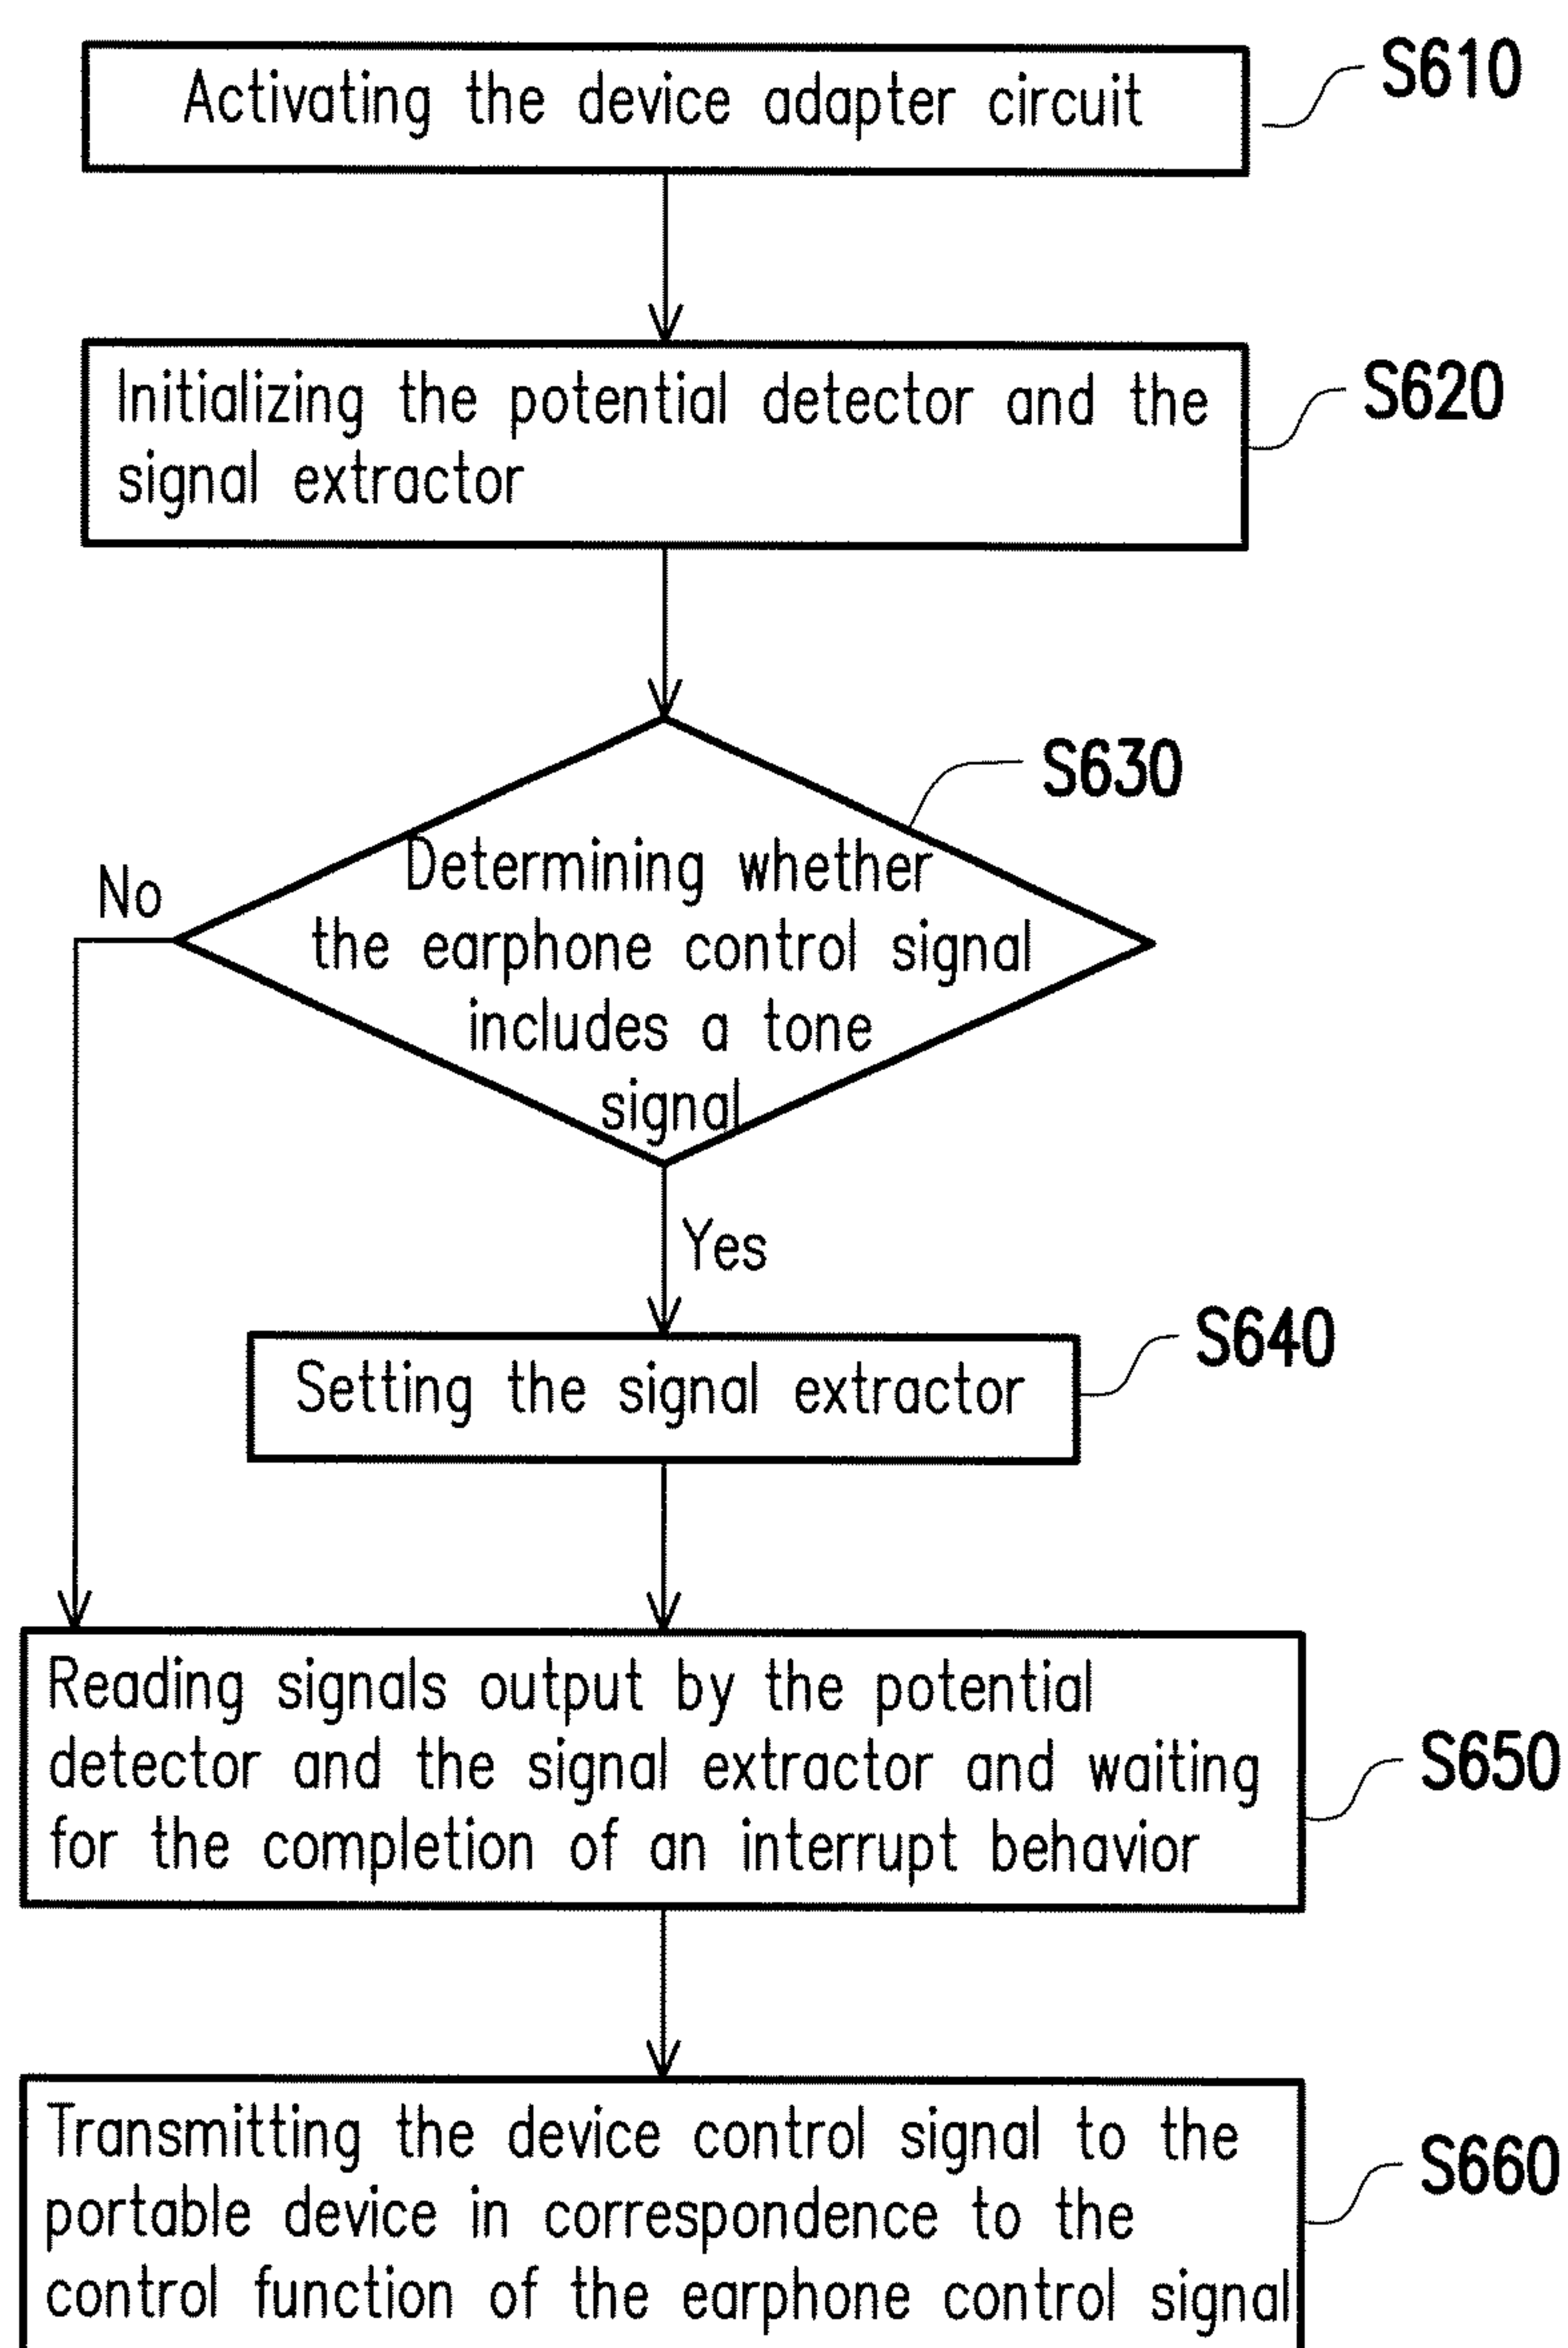 Activating the device adapter circuit
S610
Initializing the potential detector and the
signal extractor
S620
S630
Determining whether
the earphone control signal
includes a tone
signal
No
Yes
Setting the signal extractor
S640
Reading signals output by the potential
detector and the signal extractor and waiting
for the completion of an interrupt behavior
S650
Transmitting the device control signal to the
portable device in correspondence to the
control function of the earphone control signal
S660